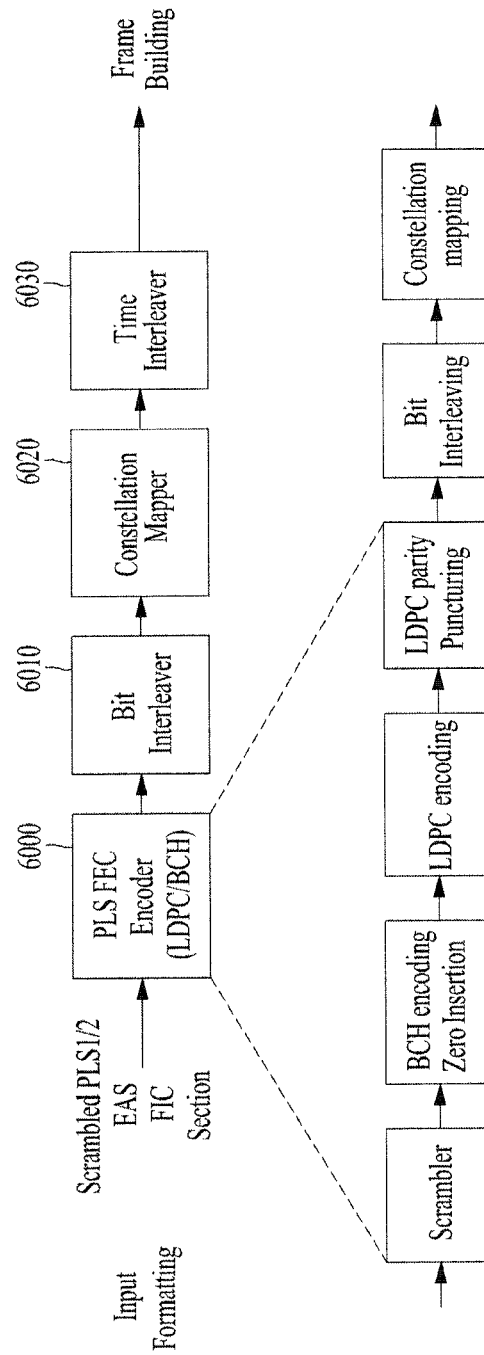 Input
Formatting
Scrambled PLS1/2
EAS
FIC
Section
6000
PLS FEC
Encoder
(LDPC/BCH)
6010
Bit
Interleaver
6020
Constellation
Mapper
6030
Time
Interleaver
Frame
Building
Scrambler
BCH encoding
Zero Insertion
LDPC encoding
LDPC parity
Puncturing
Bit
Interleaving
Constellation
mapping